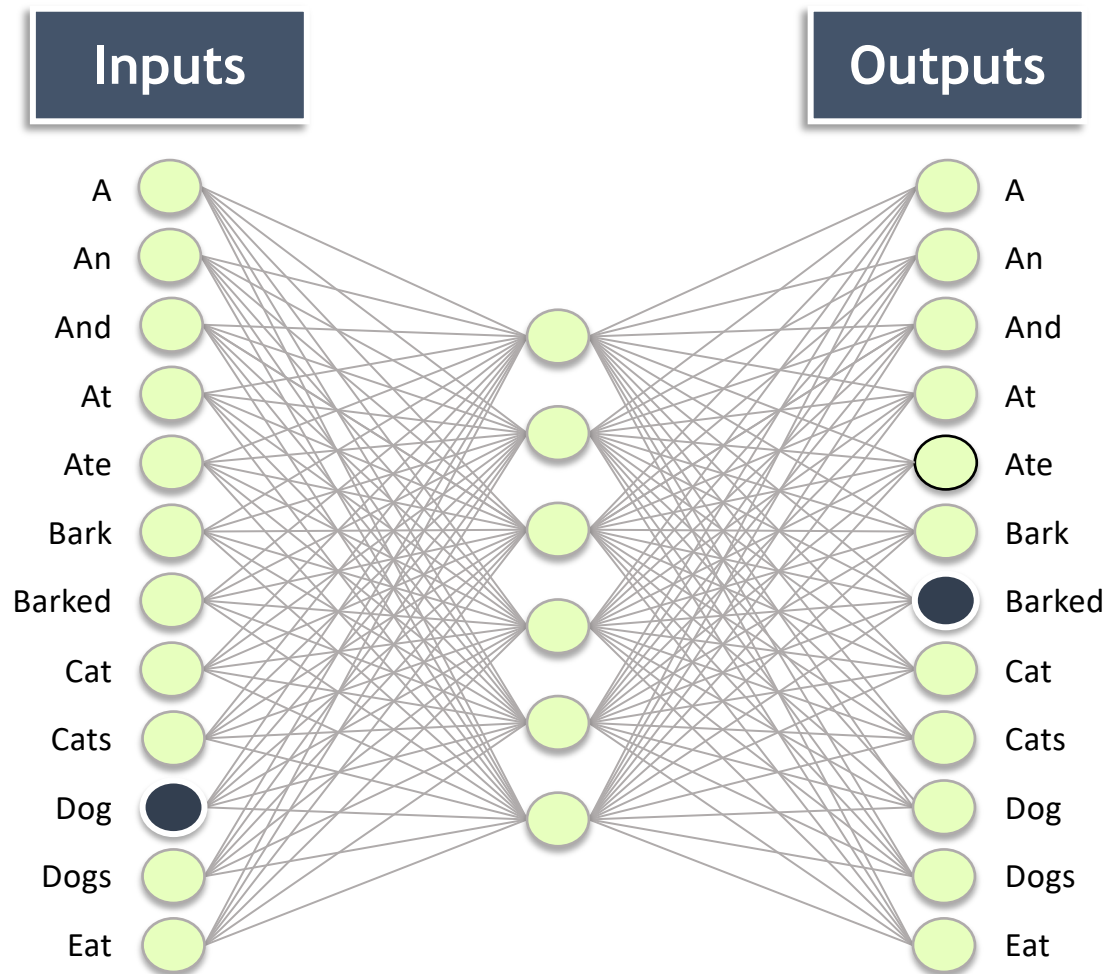 Inputs
Outputs
A
An
And
At
Ate
Bark
Barked
Cat
Cats
Dog
Dogs
Eat
A
An
And
At
Ate
Bark
Barked
Cat
Cats
Dog
Dogs
Eat